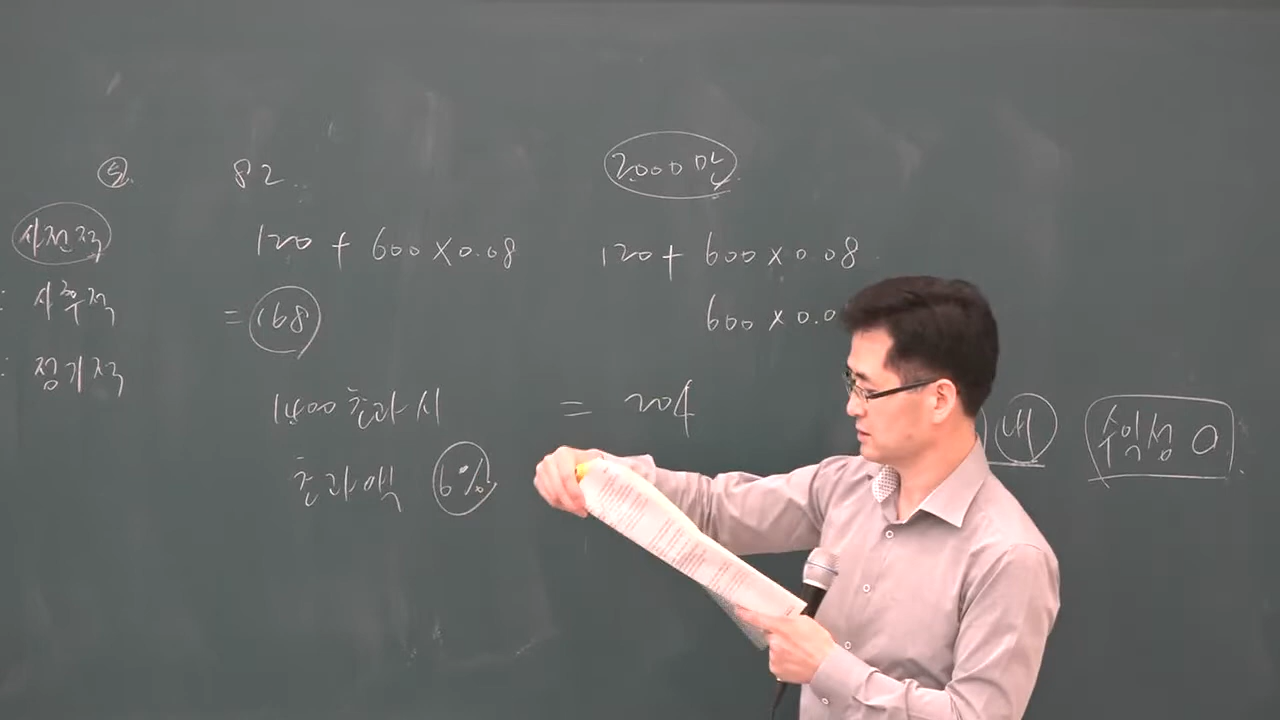 ⑤. 82.
사전적
: 사후적
: 정기적
120 + 600 × 0.08
= 168
1400 초과시
초과액 6%
2000만
120 + 600 × 0.08
600 × 0.0
= 204
내 수익성 0